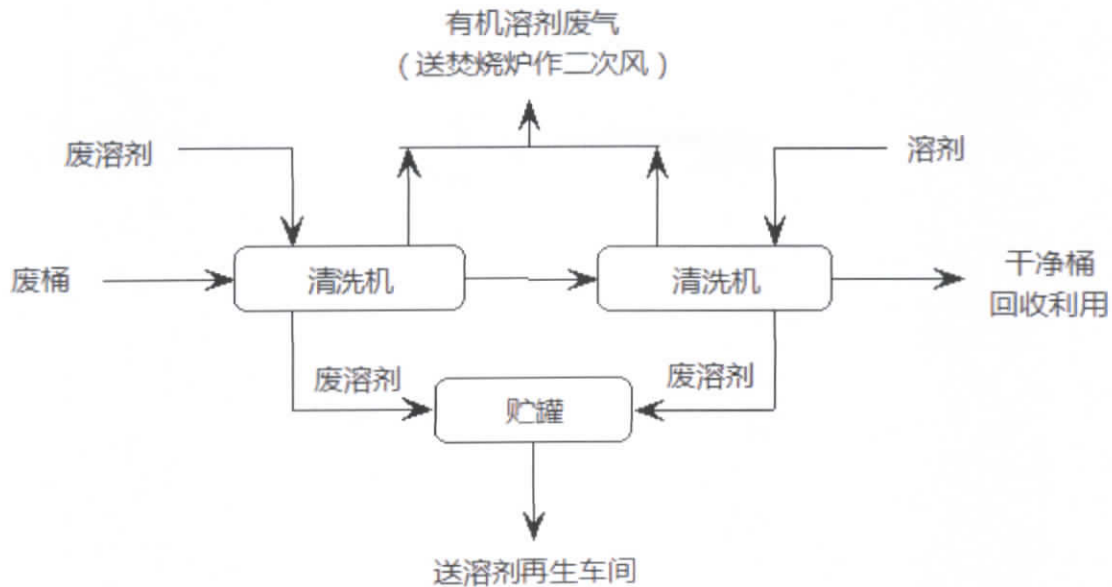 有机溶剂废气
（送焚烧炉作二次风）
废溶剂
溶剂
废桶
清洗机
清洗机
干净桶
回收利用
废溶剂
废溶剂
贮罐
送溶剂再生车间